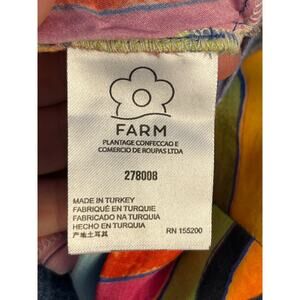 FARM
PLANTAGE CONFECCAO E
COMERCIO DE ROUPAS LTDA
278008
MADE IN TURKEY
FABRIQUÉ EN TURQUIE
FABRICADO NA TURQUIA
HECHO EN TURQUIA
产地土耳其
RN 155200